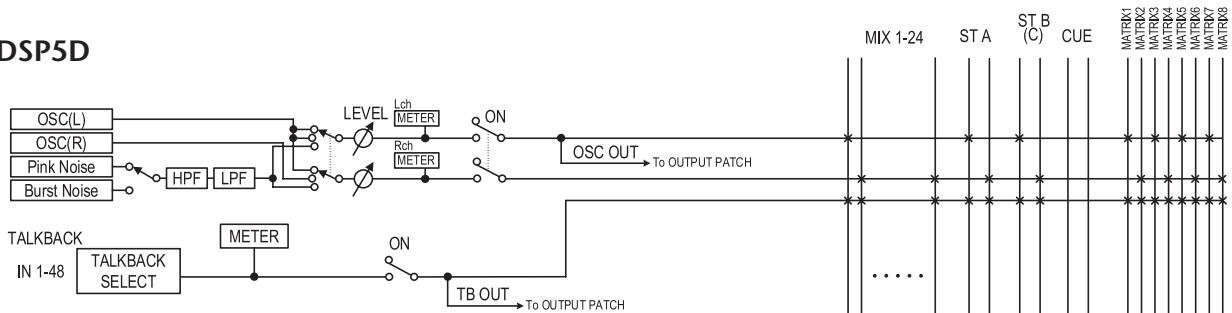 DSP5D
MIX 1-24
ST A
ST B
(C)
CUE
MATRIX1
MATRIX2
MATRIX3
MATRIX4
MATRIX5
MATRIX6
MATRIX7
MATRIX8
OSC(L)
OSC(R)
Pink Noise
Burst Noise
HPF
LPF
LEVEL
Lch
METER
Rch
METER
ON
OSC OUT
To OUTPUT PATCH
TALKBACK
IN 1-48
TALKBACK
SELECT
METER
ON
TB OUT
To OUTPUT PATCH